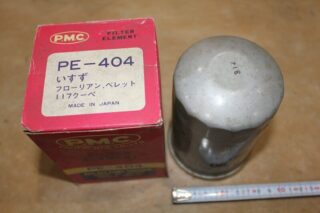 PMC
FILTER
ELEMENT
PE-404
いすず
フローリアン、ベレット
117クーペ
MADE IN JAPAN
PMC